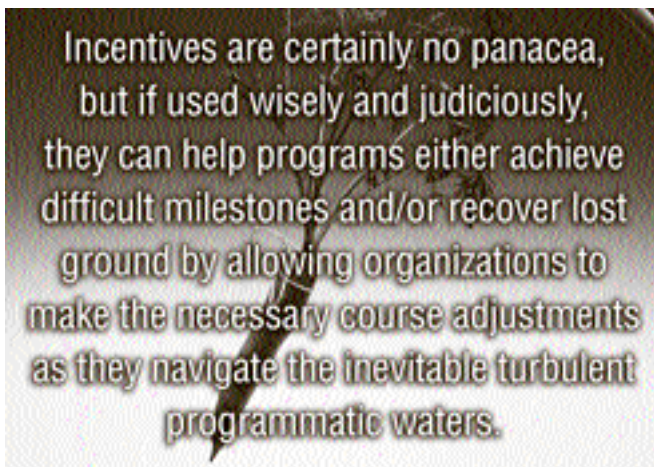 Incentives are certainly no panacea,
but if used wisely and judiciously,
they can help programs either achieve
difficult milestones and/or recover lost
ground by allowing organizations to
make the necessary course adjustments
as they navigate the inevitable turbulent
programmatic waters.